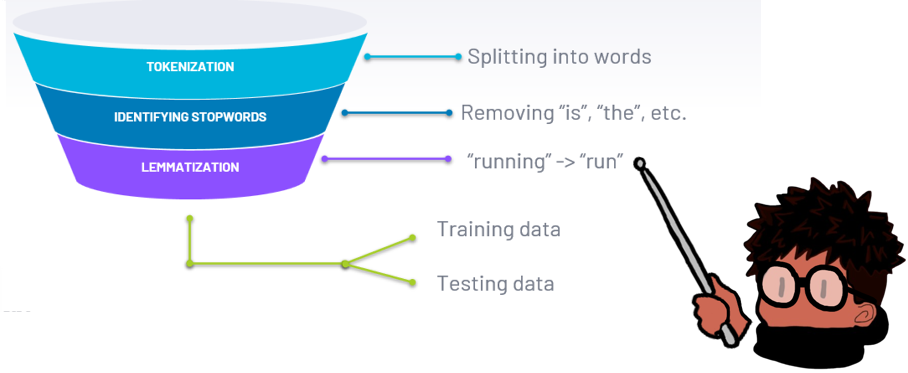 TOKENIZATION
Splitting into words
IDENTIFYING STOPWORDS
Removing “is”, “the”, etc.
LEMMATIZATION
“running” -> “run”
Training data
Testing data